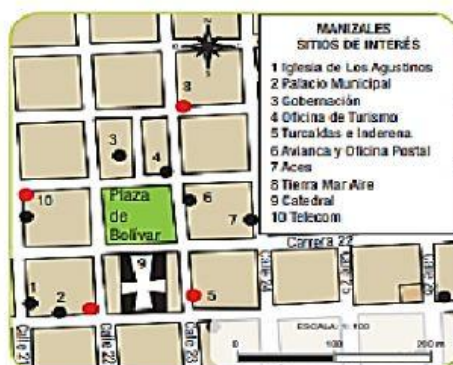 MANIZALES
SITIOS DE INTERÉS
1 Iglesia de Los Agustinos
2 Palacio Municipal
3 Gobernación
4 Oficina de Turismo
5 Turcaldas e Inderena
6 Avianca y Oficina Postal
7 Aces
8 Tierra Mar Aire
9 Catedral
10 Telecom
N
8
3
4
10
Plaza
de
Bolívar
6
7
Carrera 22
9
1
2
5
Calle 21
Calle 22
Calle 23
Calle 24
ESCALA: 1: 100
0
100
200 m